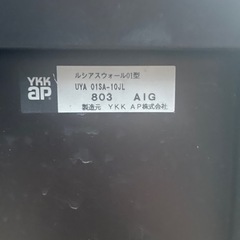 YKK
ap
ルシアスウォール01型
UYA 01SA-10JL
803 AIG
製造元 YKK AP株式会社